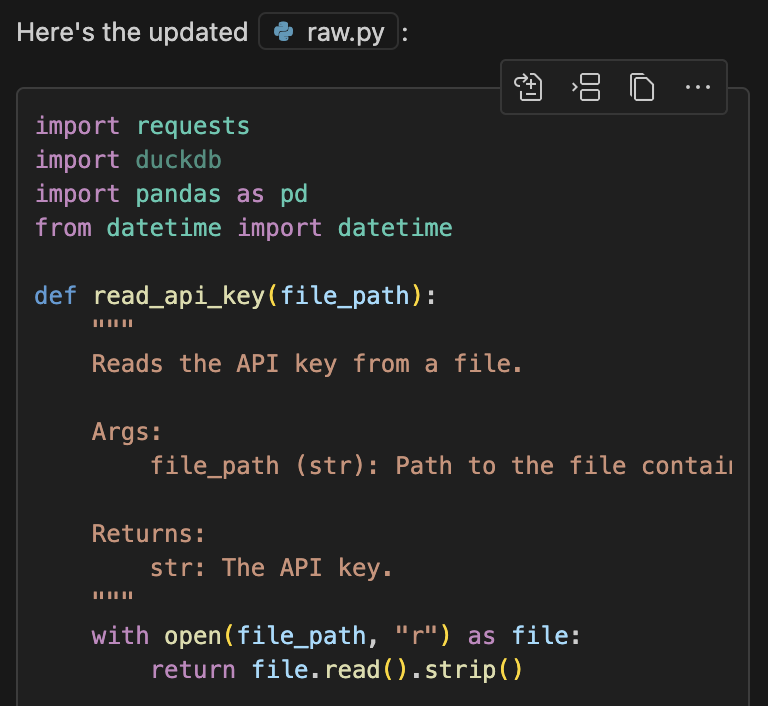 Here's the updated raw.py :
import requests
import duckdb
import pandas as pd
from datetime import datetime
def read_api_key(file_path):
"""
Reads the API key from a file.
Args:
file_path (str): Path to the file
Returns:
str: The API key.
"""
with open(file_path, "r") as file:
return file.read().strip()